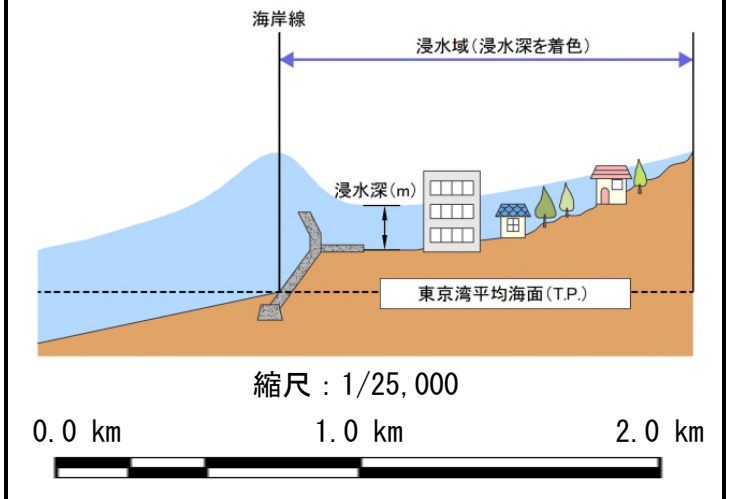 海岸線
浸水域(浸水深を着色)
浸水深(m)
東京湾平均海面(T.P.)
縮尺：1/25,000
0.0 km 1.0 km 2.0 km